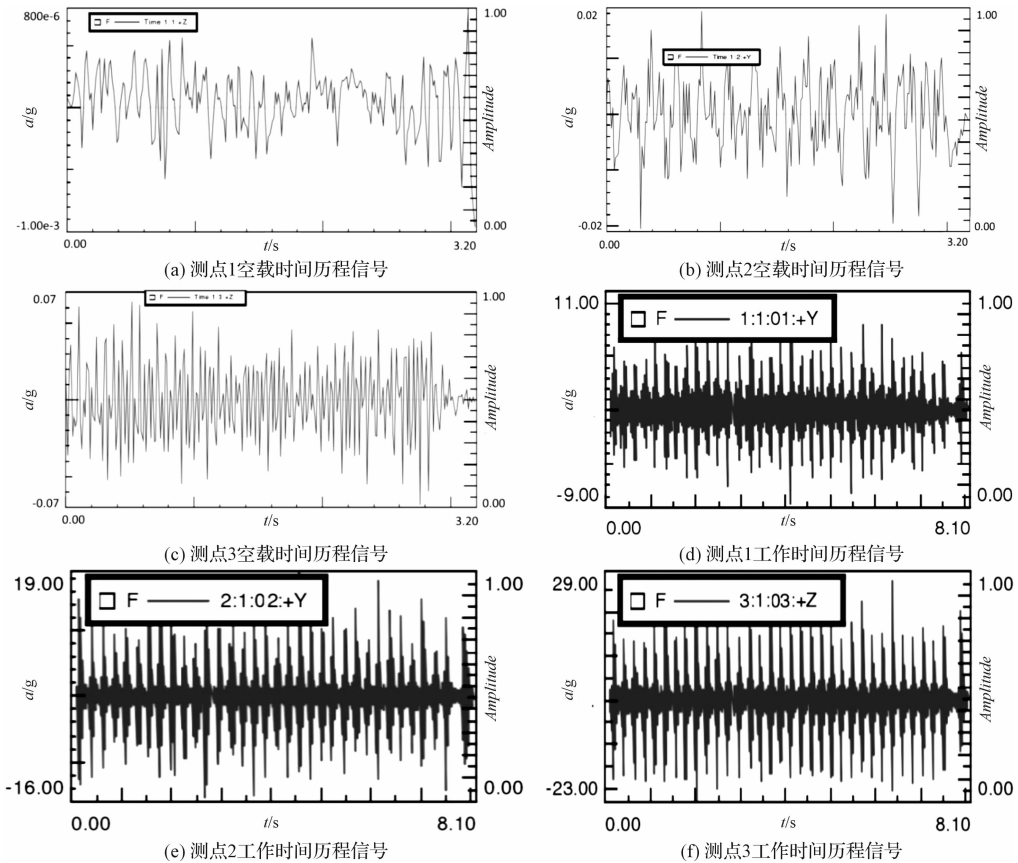 800e-6
F Time 1 1 +Z
1.00
a/g
Amplitude
-1.00e-3
0.00
0.00
t/s
3.20
(a) 测点1空载时间历程信号
0.02
F Time 1 2 +Y
1.00
a/g
Amplitude
-0.02
0.00
0.00
t/s
3.20
(b) 测点2空载时间历程信号
0.07
F Time 1 3 +Z
1.00
a/g
Amplitude
-0.07
0.00
0.00
t/s
3.20
(c) 测点3空载时间历程信号
11.00
F 1:1:01:+Y
1.00
a/g
Amplitude
-9.00
0.00
0.00
t/s
8.10
(d) 测点1工作时间历程信号
19.00
F 2:1:02:+Y
1.00
a/g
Amplitude
-16.00
0.00
0.00
t/s
8.10
(e) 测点2工作时间历程信号
29.00
F 3:1:03:+Z
1.00
a/g
Amplitude
-23.00
0.00
0.00
t/s
8.10
(f) 测点3工作时间历程信号